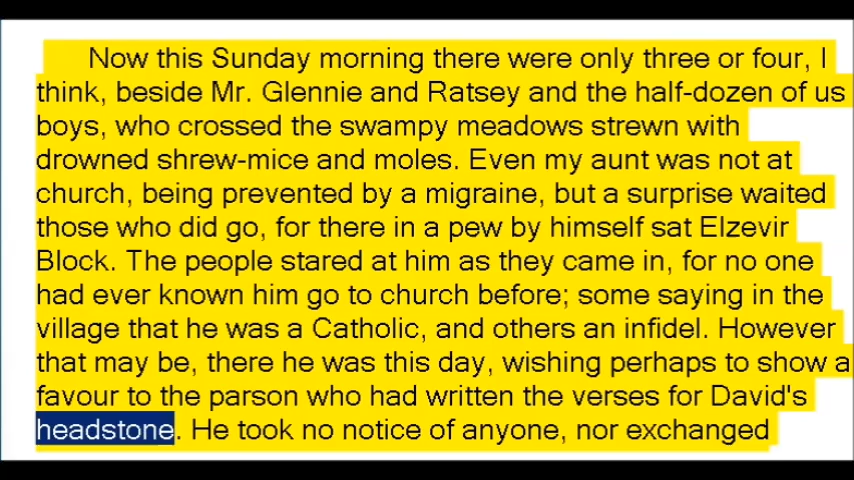 Now this Sunday morning there were only three or four, I
think, beside Mr. Glennie and Ratsey and the half-dozen of us
boys, who crossed the swampy meadows strewn with
drowned shrew-mice and moles. Even my aunt was not at
church, being prevented by a migraine, but a surprise waited
those who did go, for there in a pew by himself sat Elzevir
Block. The people stared at him as they came in, for no one
had ever known him go to church before; some saying in the
village that he was a Catholic, and others an infidel. However
that may be, there he was this day, wishing perhaps to show a
favour to the parson who had written the verses for David's
headstone. He took no notice of anyone, nor exchanged